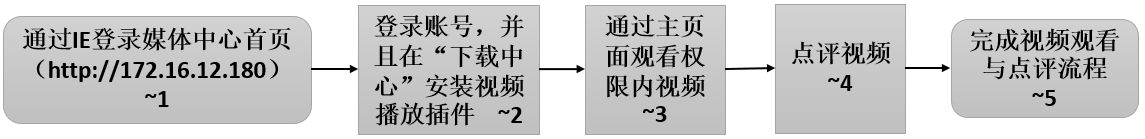 通过IE登录媒体中心首页
（http://172.16.12.180）
~1
登录账号，并
且在“下载中
心”安装视频
播放插件 ~2
通过主页
面观看权
限内视频
~3
点评视频
~4
完成视频观看
与点评流程
~5